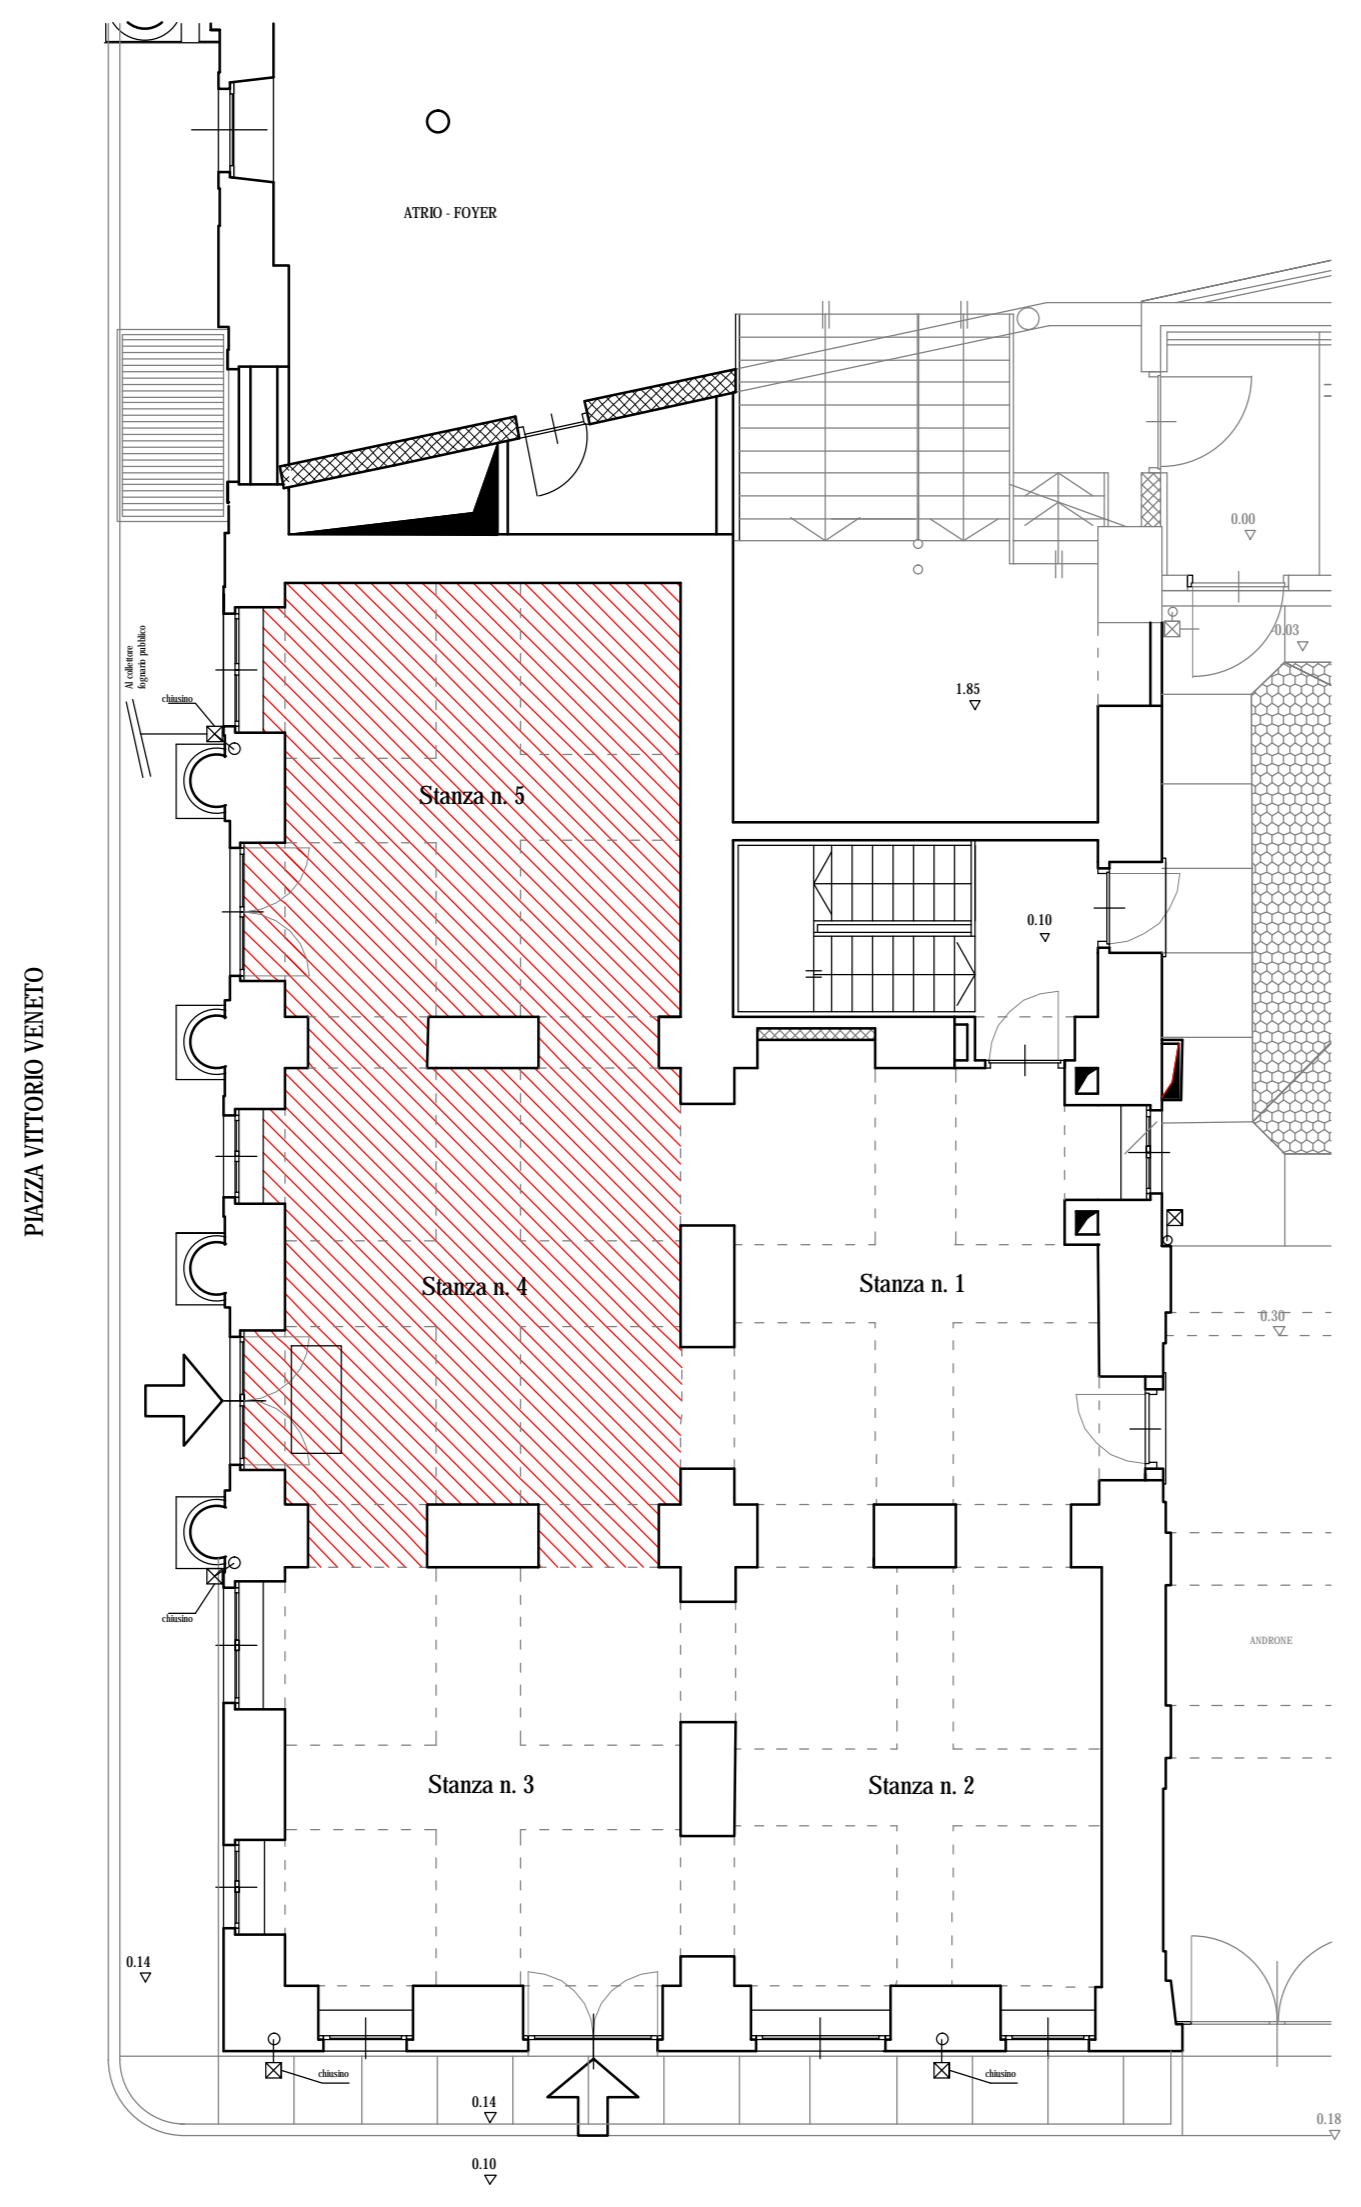 ATRIO - FOYER
0.00
-0.03
Al collettore
fognario pubblico
chiusino
1.85
Stanza n. 5
0.10
PIAZZA VITTORIO VENETO
Stanza n. 4
Stanza n. 1
0.30
chiusino
ANDRONE
Stanza n. 3
Stanza n. 2
0.14
chiusino
chiusino
0.14
0.18
0.10